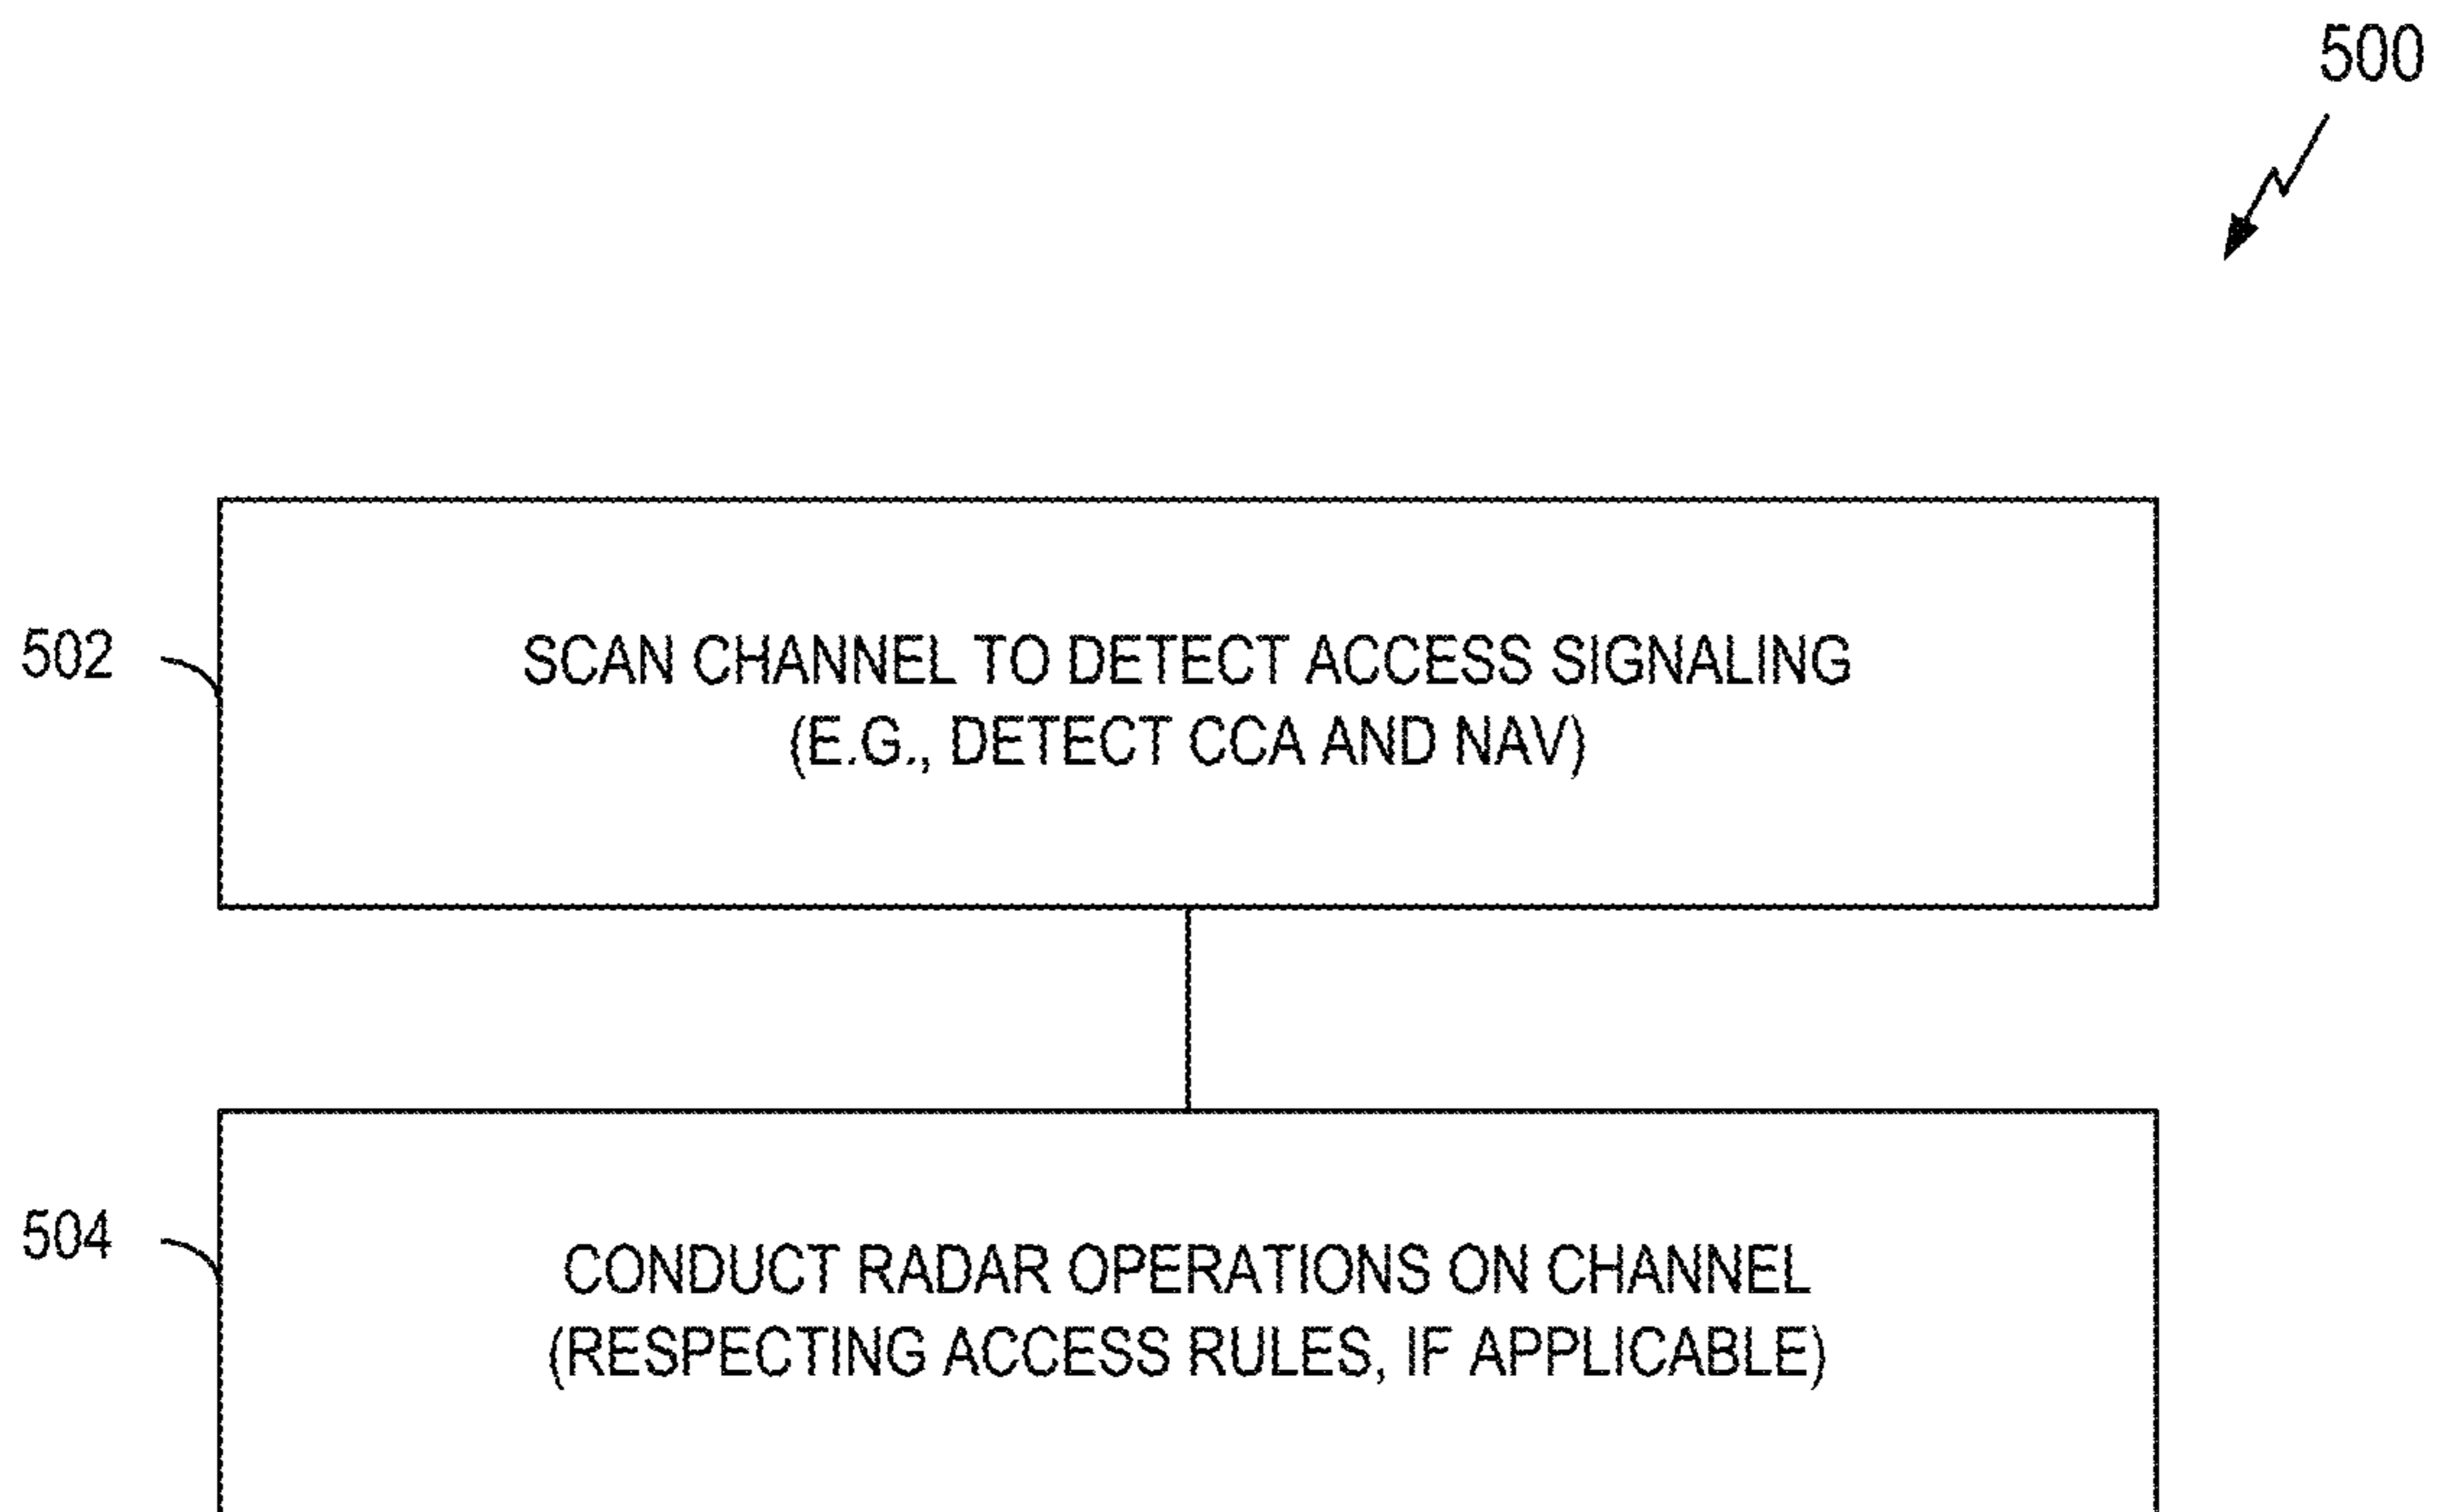 500
502
SCAN CHANNEL TO DETECT ACCESS SIGNALING
(E.G., DETECT CCA AND NAV)
504
CONDUCT RADAR OPERATIONS ON CHANNEL
(RESPECTING ACCESS RULES, IF APPLICABLE)